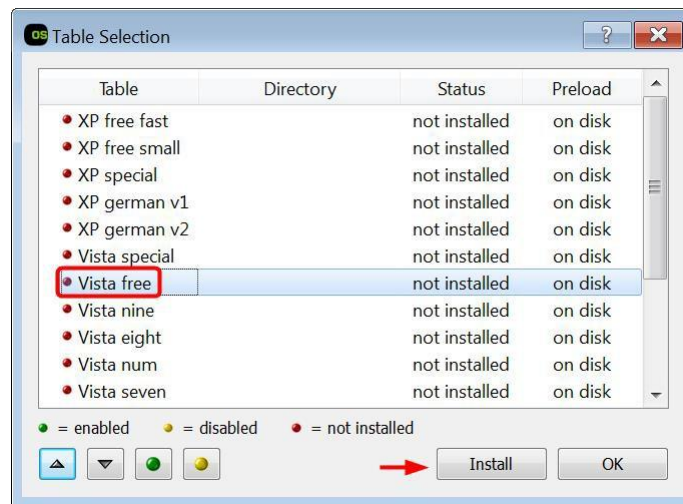 OS Table Selection
?
Table Directory Status Preload
XP free fast not installed on disk
XP free small not installed on disk
XP special not installed on disk
XP german v1 not installed on disk
XP german v2 not installed on disk
Vista special not installed on disk
Vista free not installed on disk
Vista nine not installed on disk
Vista eight not installed on disk
Vista num not installed on disk
Vista seven not installed on disk
= enabled = disabled = not installed
Install OK